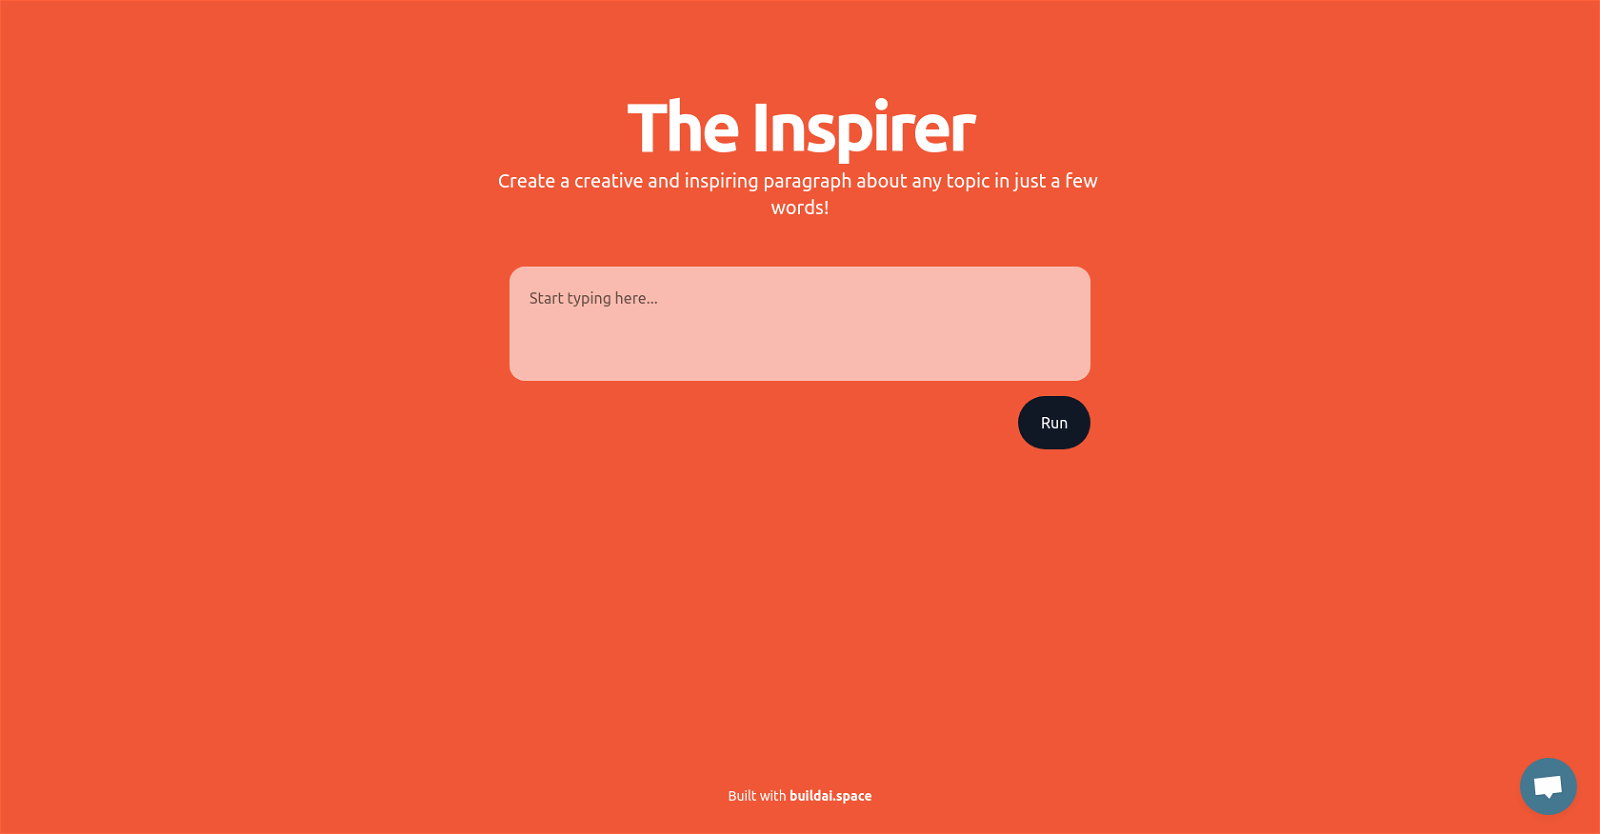 The Inspirer
Create a creative and inspiring paragraph about any topic in just a few
words!
Start typing here...
Run
Built with buildai.space